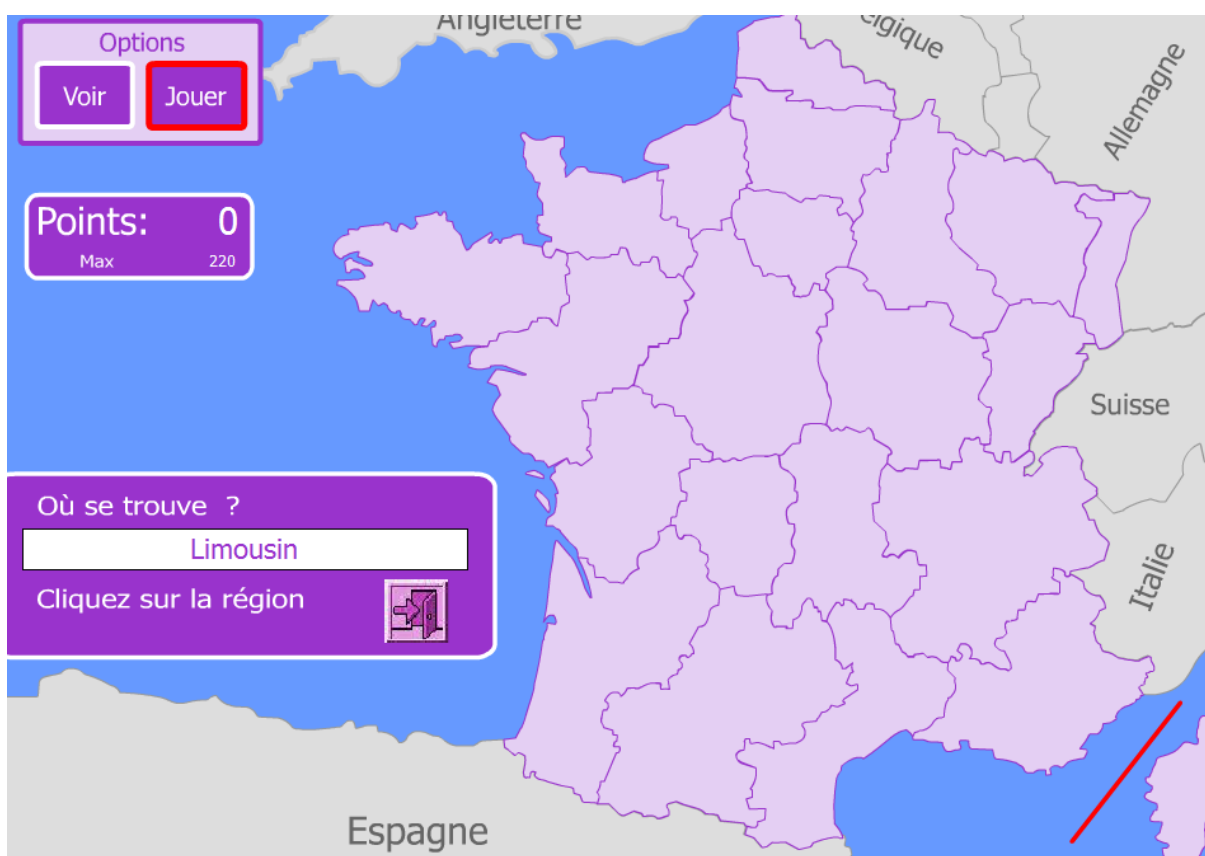 Options
Voir
Jouer
Points: 0
Max 220
Angleterre
Allemagne
Suisse
Italie
Où se trouve ?
Limousin
Cliquez sur la région
Espagne